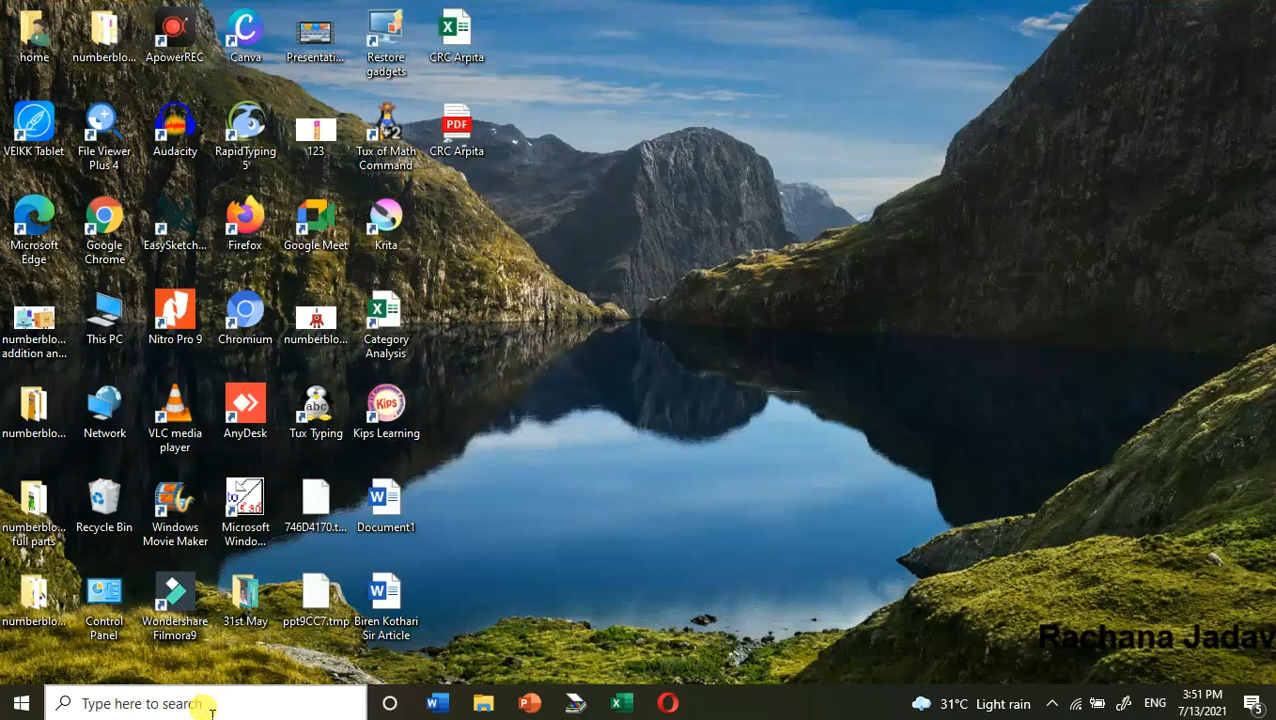 home
numberblo...
ApowerREC
Canva
Presentati...
Restore
gadgets
CRC Arpita
VEIKK Tablet
File Viewer
Plus 4
Audacity
RapidTyping
5
123
+2
Tux of Math
Command
PDF
CRC Arpita
Microsoft
Edge
Google
Chrome
EasySketch...
Firefox
Google Meet
Krita
numberblo...
addition an...
This PC
Nitro Pro 9
Chromium
numberblo...
Category
Analysis
numberblo...
Network
VLC media
player
AnyDesk
abc
Tux Typing
Kips
Kips Learning
numberblo...
full parts
Recycle Bin
Windows
Movie Maker
Microsoft
Windo...
746D4170.t...
Document1
numberblo...
Control
Panel
Wondershare
Filmora9
31st May
ppt9CC7.tmp
Biren Kothari
Sir Article
Rachana Jadav
Type here to search
31°C Light rain
ENG
3:51 PM
7/13/2021
5